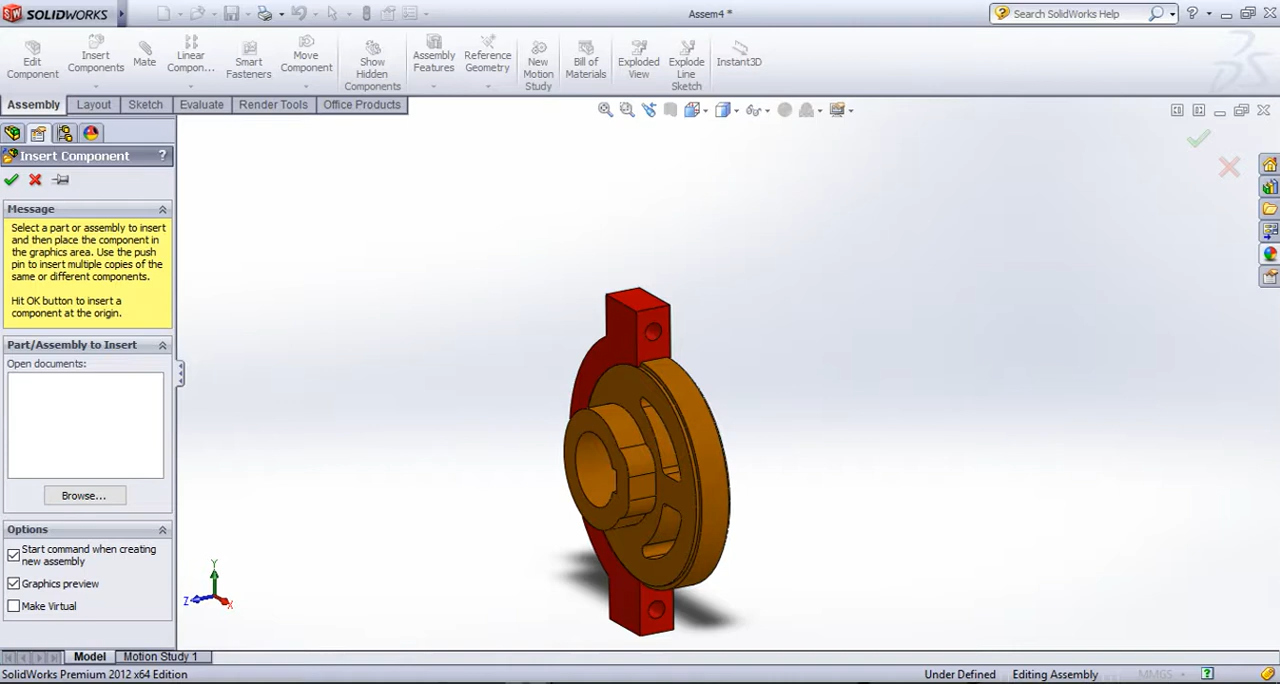 SW SOLIDWORKS
Assem4 *
Search SolidWorks Help
Edit
Component
Insert
Components
Mate
Linear
Compon...
Smart
Fasteners
Move
Component
Show
Hidden
Components
Assembly
Features
Reference
Geometry
New
Motion
Study
Bill of
Materials
Exploded
View
Explode
Line
Sketch
Instant3D
Assembly
Layout
Sketch
Evaluate
Render Tools
Office Products
Insert Component
?
Message
Select a part or assembly to insert
and then place the component in
the graphics area. Use the push
pin to insert multiple copies of the
same or different components.
Hit OK button to insert a
component at the origin.
Part/Assembly to Insert
Open documents:
Browse...
Options
Start command when creating
new assembly
Graphics preview
Make Virtual
Y
Z
X
Model
Motion Study 1
SolidWorks Premium 2012 x64 Edition
Under Defined
Editing Assembly
MMGS
?